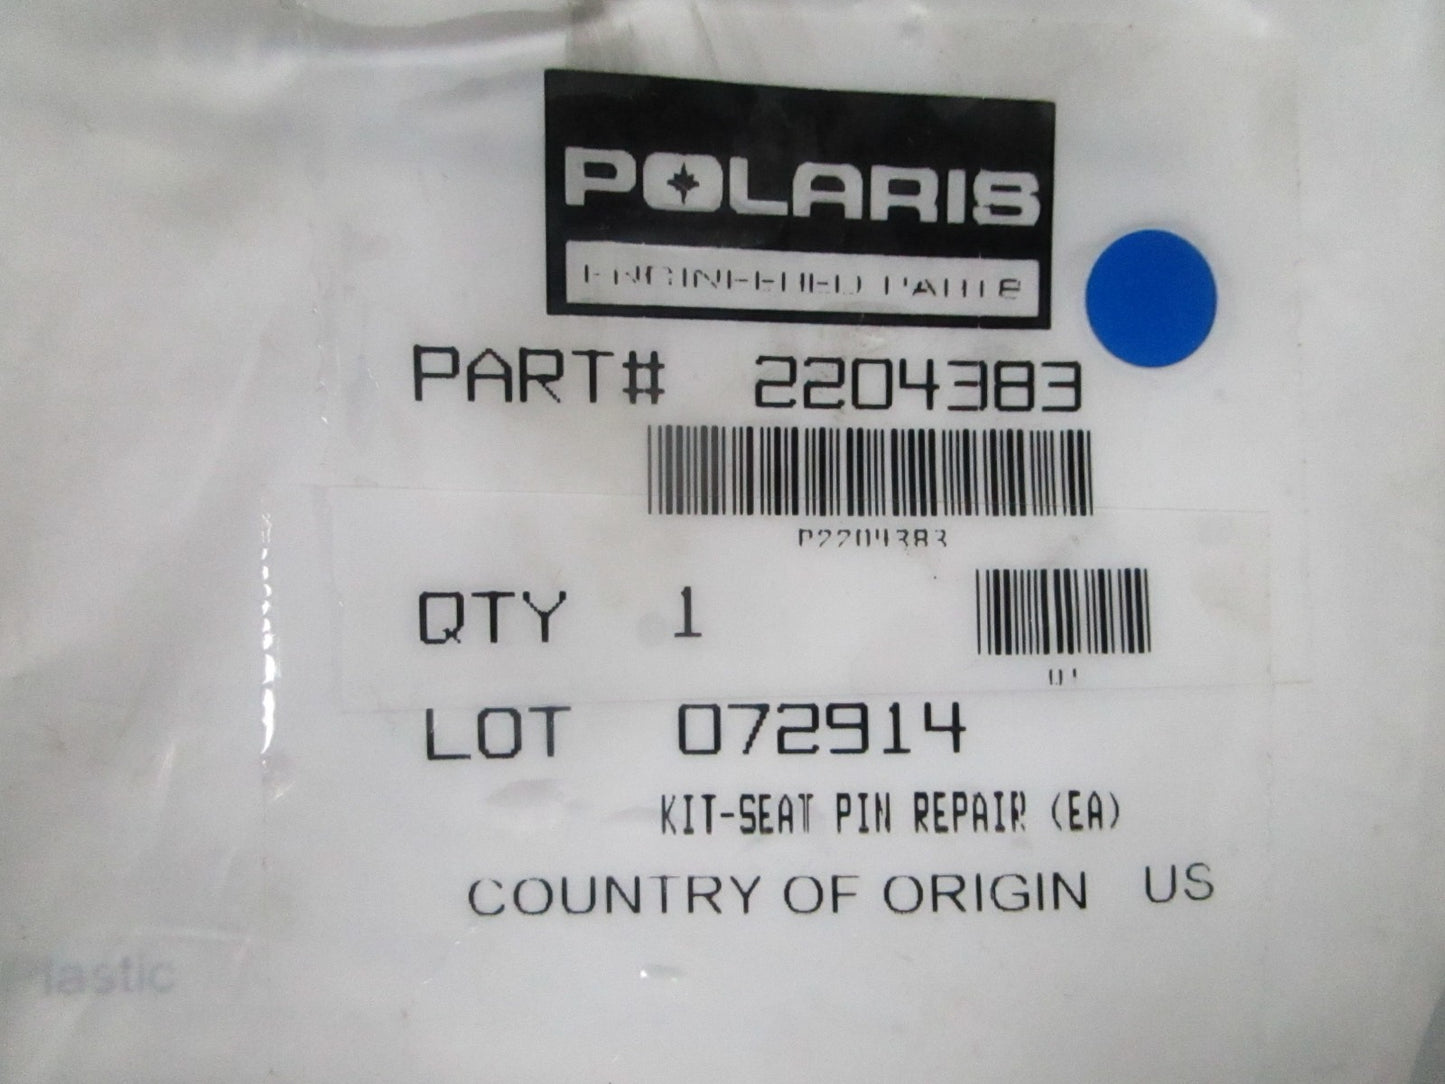 POLARIS
ENGINEERED PARTS
PART# 2204383
P2204383
QTY 1
LOT 072914
KIT-SEAT PIN REPAIR (EA)
COUNTRY OF ORIGIN US